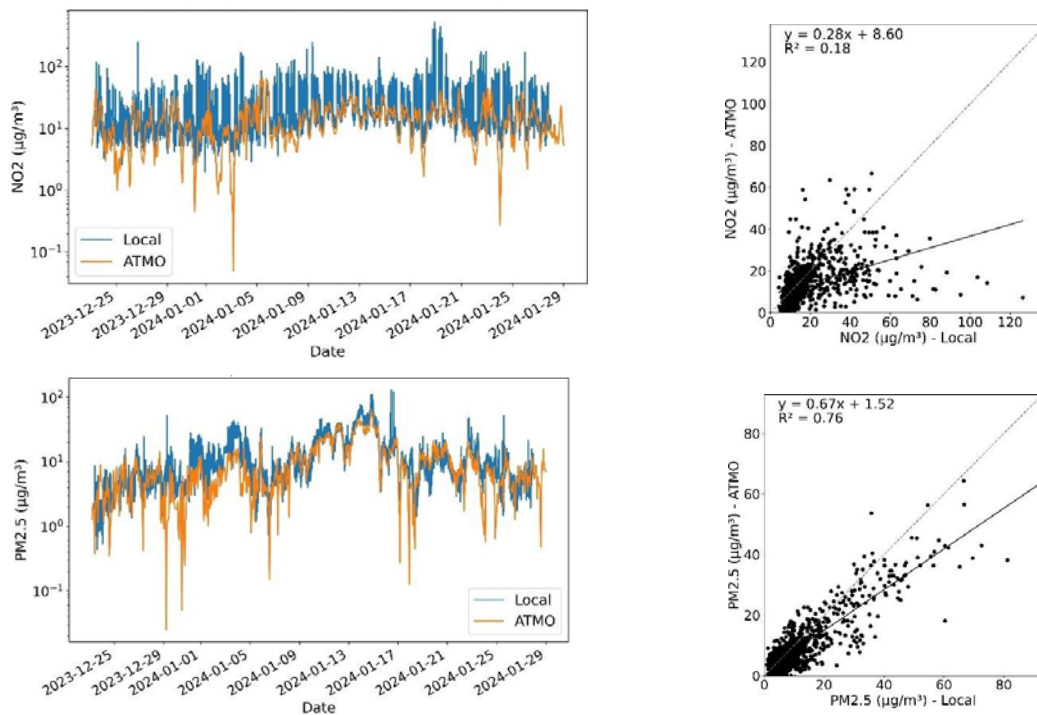 NO2 (µg/m³)
10²
10¹
10⁰
10⁻¹
Local
ATMO
2023-12-25
2023-12-29
2024-01-01
2024-01-05
2024-01-09
2024-01-13
2024-01-17
2024-01-21
2024-01-25
2024-01-29
Date
y = 0.28x + 8.60
R² = 0.18
NO2 (µg/m³) - ATMO
120
100
80
60
40
20
0
0 20 40 60 80 100 120
NO2 (µg/m³) - Local
PM2.5 (µg/m³)
10²
10¹
10⁰
10⁻¹
Local
ATMO
2023-12-25
2023-12-29
2024-01-01
2024-01-05
2024-01-09
2024-01-13
2024-01-17
2024-01-21
2024-01-25
2024-01-29
Date
y = 0.67x + 1.52
R² = 0.76
PM2.5 (µg/m³) - ATMO
80
60
40
20
0
0 20 40 60 80
PM2.5 (µg/m³) - Local